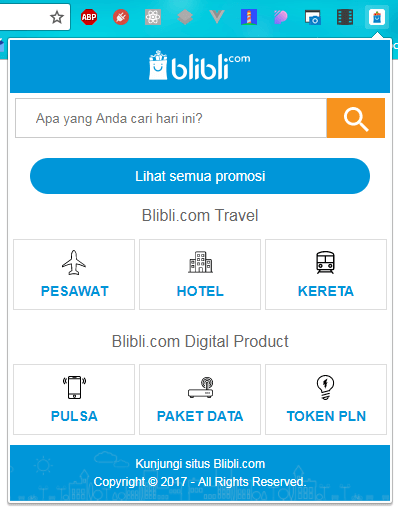 ABP
blibli.com
Apa yang Anda cari hari ini?
Lihat semua promosi
Blibli.com Travel
PESAWAT
HOTEL
KERETA
Blibli.com Digital Product
PULSA
PAKET DATA
TOKEN PLN
Kunjungi situs Blibli.com
Copyright © 2017 - All Rights Reserved.